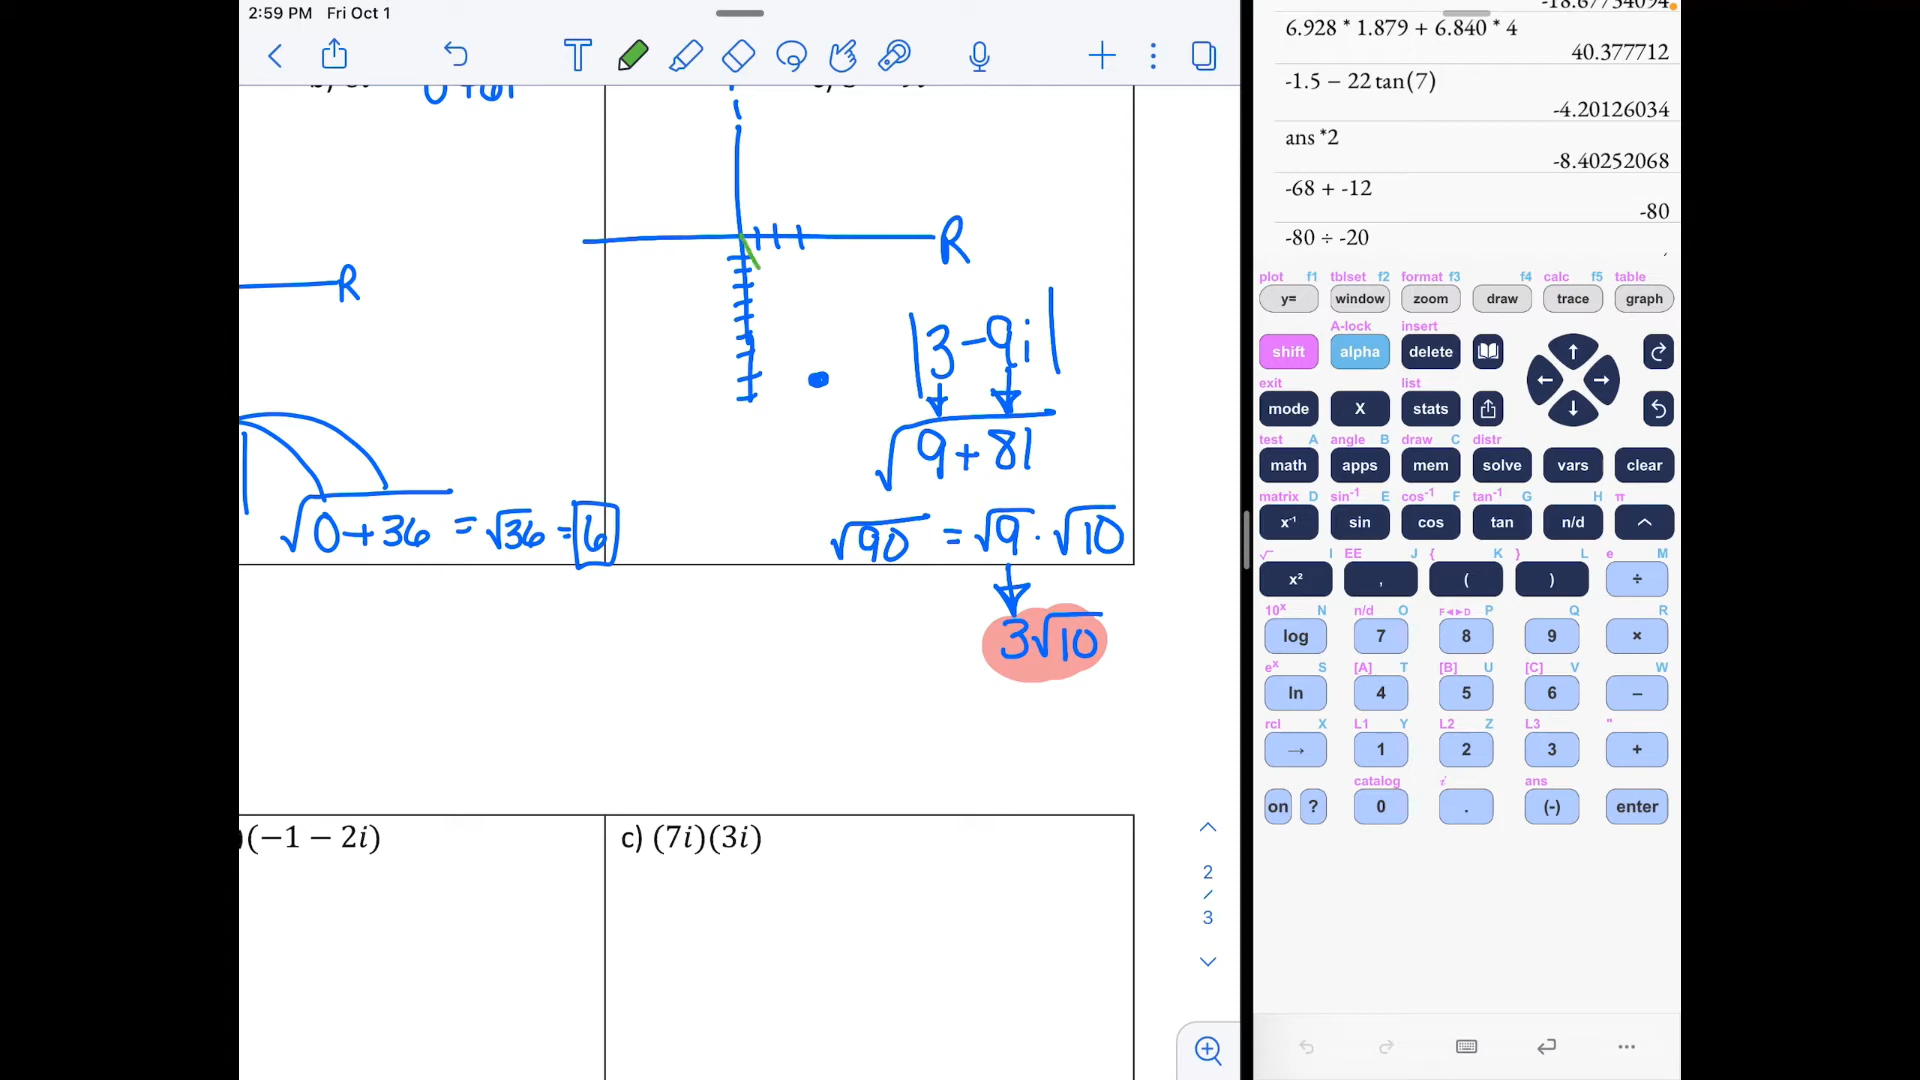 2:59 PM Fri Oct 1
T
0+6i
i
R
R
|3-9i|
√9+81
√0+36 = √36 = 6
√90 = √9 · √10
3√10
)(−1 − 2i)
c) (7i)(3i)
2
/
3
-18.67734094
6.928 * 1.879 + 6.840 * 4
40.377712
-1.5 − 22 tan(7)
-4.20126034
ans *2
-8.40252068
-68 + -12
-80
-80 ÷ -20
plot f1 tblset f2 format f3 f4 calc f5 table
y= window zoom draw trace graph
A-lock insert
shift alpha delete
exit list
mode X stats
test A angle B draw C distr
math apps mem solve vars clear
matrix D sin-1 E cos-1 F tan-1 G H π
x-1 sin cos tan n/d ^
√ I EE J { K } L e M
x² , ( ) ÷
10x N n/d O F◄►D P Q R
log 7 8 9 ×
ex S [A] T [B] U [C] V W
ln 4 5 6 −
rcl X L1 Y L2 Z L3 "
→ 1 2 3 +
catalog i ans
on ? 0 . (-) enter